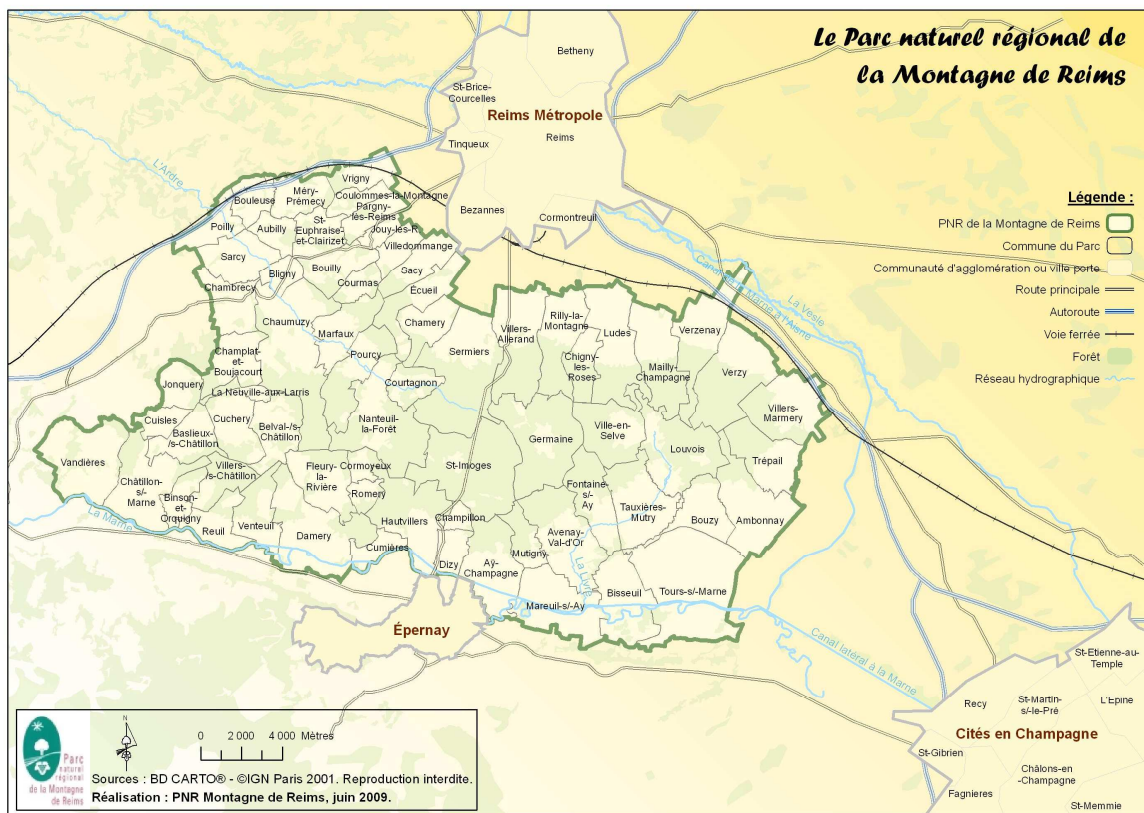 Le Parc naturel régional de
la Montagne de Reims
Légende :
PNR de la Montagne de Reims
Commune du Parc
Communauté d'agglomération ou ville porte
Route principale
Autoroute
Voie ferrée
Forêt
Réseau hydrographique
Betheny
St-Brice-
Courcelles
Reims Métropole
Reims
Tinqueux
Bezannes
Cormontreuil
L'Ardre
Vrigny
Méry-
Prémecy
Coulommes-la-Montagne
Bouleuse
Pargny-
lès-Reims
St-
Euphraise-
et-Clairizet
Jouy-lès-R.
Poilly
Aubilly
Villedommange
Sarcy
Bligny
Bouilly
Sacy
Chambrecy
Courmas
Écueil
Canal de la Marne à l'Aisne
La Vesle
Chaumuzy
Marfaux
Chamery
Villers-
Allerand
Rilly-la-
Montagne
Ludes
Verzenay
Champlat-
et-
Boujacourt
Pourcy
Sermiers
Chigny-
les-
Roses
Mailly-
Champagne
Verzy
Jonquery
Courtagnon
La Neuville-aux-Larris
Villers-
Marmery
Cuisles
Cuchery
Nanteuil-
la-Forêt
Baslieux-
/s-Châtillon
Belval-/s-
Châtillon
Germaine
Ville-en-
Selve
Louvois
Vandières
Villers-
/s-Châtillon
Fleury-
la-
Rivière
Cormoyeux
St-Imoges
Trépail
Châtillon-
s/-
Marne
Romery
Fontaine-
s/-
Ay
Tauxières-
Mutry
Binson-
et-
Orquigny
La Marne
Reuil
Venteuil
Damery
Hautvillers
Champillon
Bouzy
Ambonnay
Cumières
Avenay-
Val-d'Or
Mutigny
Dizy
Aÿ-
Champagne
La Livre
Bisseuil
Tours-s/-Marne
Mareuil-s/-Ay
Épernay
Canal latéral à la Marne
St-Etienne-au-
Temple
Recy
St-Martin-
s/-le-Pré
L'Epine
Cités en Champagne
St-Gibrien
Châlons-en
-Champagne
Fagnieres
St-Memmie
Parc
naturel
régional
de la Montagne
de Reims
N
0 2 000 4 000 Mètres
Sources : BD CARTO® - ©IGN Paris 2001. Reproduction interdite.
Réalisation : PNR Montagne de Reims, juin 2009.